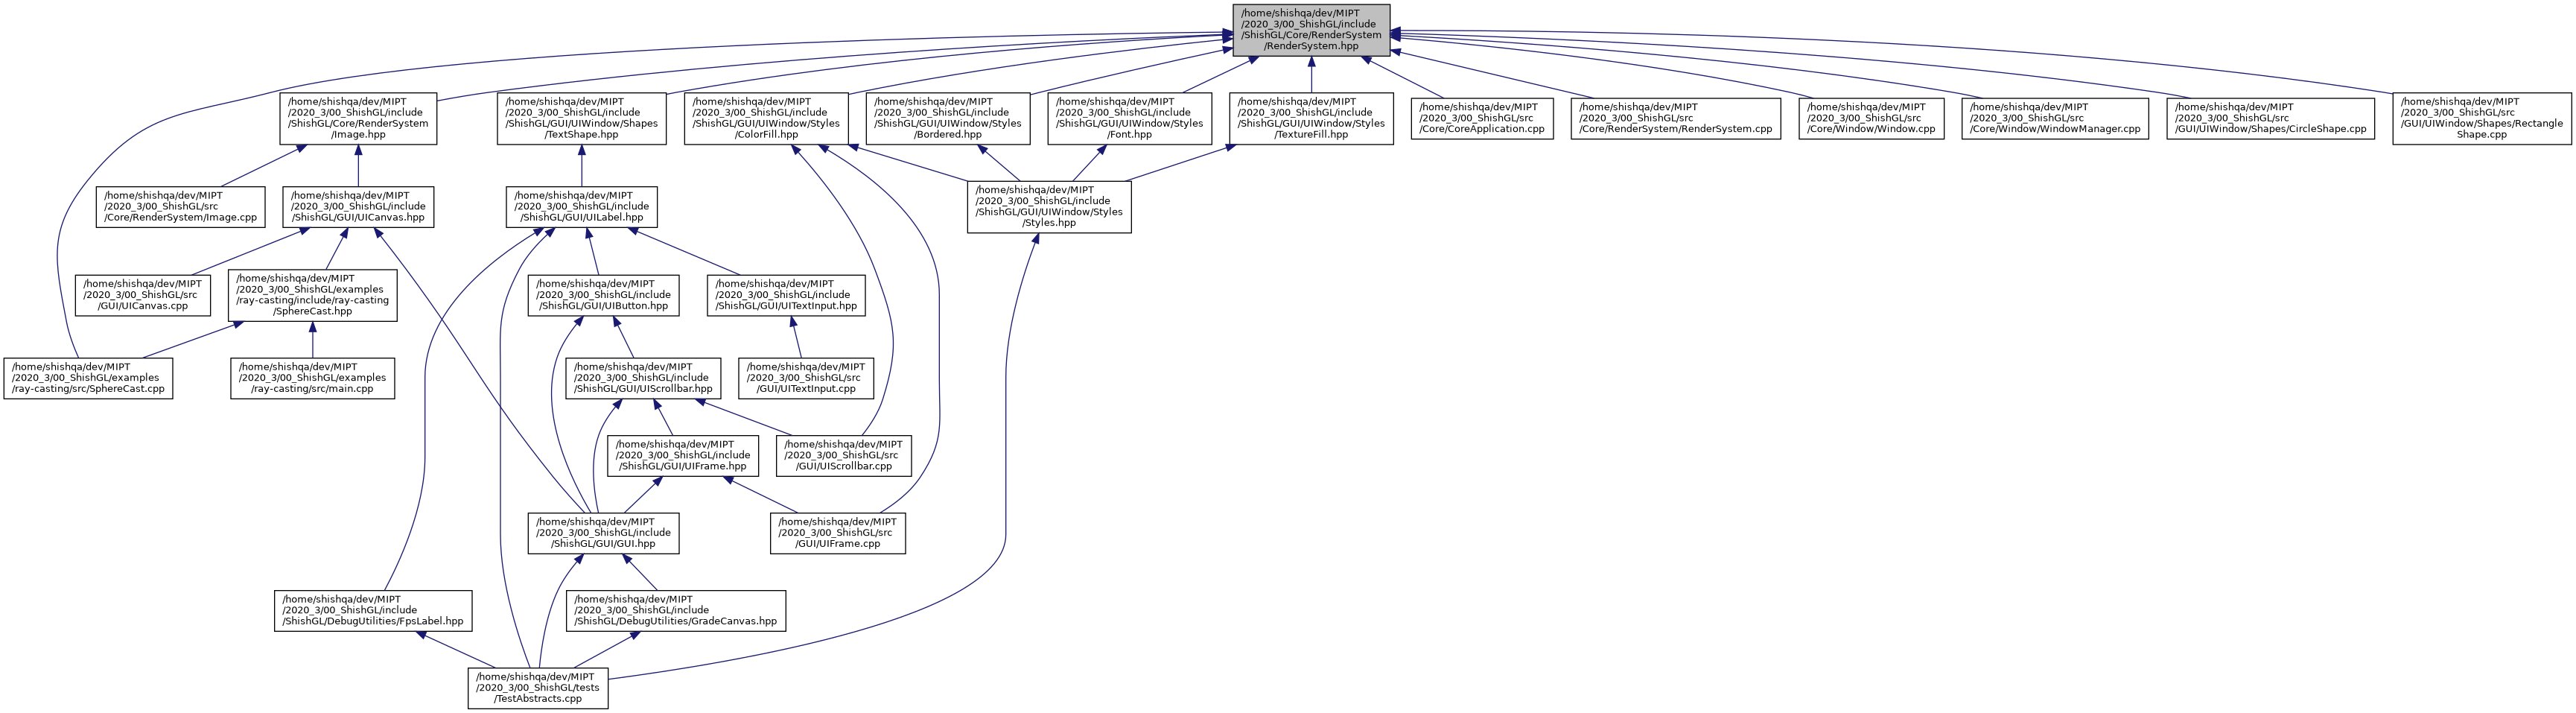 /home/shishqa/dev/MIPT
/2020_3/00_ShishGL/include
/ShishGL/Core/RenderSystem
/RenderSystem.hpp
/home/shishqa/dev/MIPT
/2020_3/00_ShishGL/include
/ShishGL/Core/RenderSystem
/Image.hpp
/home/shishqa/dev/MIPT
/2020_3/00_ShishGL/include
/ShishGL/GUI/UIWindow/Shapes
/TextShape.hpp
/home/shishqa/dev/MIPT
/2020_3/00_ShishGL/include
/ShishGL/GUI/UIWindow/Styles
/ColorFill.hpp
/home/shishqa/dev/MIPT
/2020_3/00_ShishGL/include
/ShishGL/GUI/UIWindow/Styles
/Bordered.hpp
/home/shishqa/dev/MIPT
/2020_3/00_ShishGL/include
/ShishGL/GUI/UIWindow/Styles
/Font.hpp
/home/shishqa/dev/MIPT
/2020_3/00_ShishGL/include
/ShishGL/GUI/UIWindow/Styles
/TextureFill.hpp
/home/shishqa/dev/MIPT
/2020_3/00_ShishGL/src
/Core/CoreApplication.cpp
/home/shishqa/dev/MIPT
/2020_3/00_ShishGL/src
/Core/RenderSystem/RenderSystem.cpp
/home/shishqa/dev/MIPT
/2020_3/00_ShishGL/src
/Core/Window/Window.cpp
/home/shishqa/dev/MIPT
/2020_3/00_ShishGL/src
/Core/Window/WindowManager.cpp
/home/shishqa/dev/MIPT
/2020_3/00_ShishGL/src
/GUI/UIWindow/Shapes/CircleShape.cpp
/home/shishqa/dev/MIPT
/2020_3/00_ShishGL/src
/GUI/UIWindow/Shapes/Rectangle
Shape.cpp
/home/shishqa/dev/MIPT
/2020_3/00_ShishGL/src
/Core/RenderSystem/Image.cpp
/home/shishqa/dev/MIPT
/2020_3/00_ShishGL/include
/ShishGL/GUI/UICanvas.hpp
/home/shishqa/dev/MIPT
/2020_3/00_ShishGL/include
/ShishGL/GUI/UILabel.hpp
/home/shishqa/dev/MIPT
/2020_3/00_ShishGL/include
/ShishGL/GUI/UIWindow/Styles
/Styles.hpp
/home/shishqa/dev/MIPT
/2020_3/00_ShishGL/src
/GUI/UICanvas.cpp
/home/shishqa/dev/MIPT
/2020_3/00_ShishGL/examples
/ray-casting/include/ray-casting
/SphereCast.hpp
/home/shishqa/dev/MIPT
/2020_3/00_ShishGL/include
/ShishGL/GUI/UIButton.hpp
/home/shishqa/dev/MIPT
/2020_3/00_ShishGL/include
/ShishGL/GUI/UITextInput.hpp
/home/shishqa/dev/MIPT
/2020_3/00_ShishGL/examples
/ray-casting/src/SphereCast.cpp
/home/shishqa/dev/MIPT
/2020_3/00_ShishGL/examples
/ray-casting/src/main.cpp
/home/shishqa/dev/MIPT
/2020_3/00_ShishGL/include
/ShishGL/GUI/UIScrollbar.hpp
/home/shishqa/dev/MIPT
/2020_3/00_ShishGL/src
/GUI/UITextInput.cpp
/home/shishqa/dev/MIPT
/2020_3/00_ShishGL/include
/ShishGL/GUI/UIFrame.hpp
/home/shishqa/dev/MIPT
/2020_3/00_ShishGL/src
/GUI/UIScrollbar.cpp
/home/shishqa/dev/MIPT
/2020_3/00_ShishGL/include
/ShishGL/GUI/GUI.hpp
/home/shishqa/dev/MIPT
/2020_3/00_ShishGL/src
/GUI/UIFrame.cpp
/home/shishqa/dev/MIPT
/2020_3/00_ShishGL/include
/ShishGL/DebugUtilities/FpsLabel.hpp
/home/shishqa/dev/MIPT
/2020_3/00_ShishGL/include
/ShishGL/DebugUtilities/GradeCanvas.hpp
/home/shishqa/dev/MIPT
/2020_3/00_ShishGL/tests
/TestAbstracts.cpp